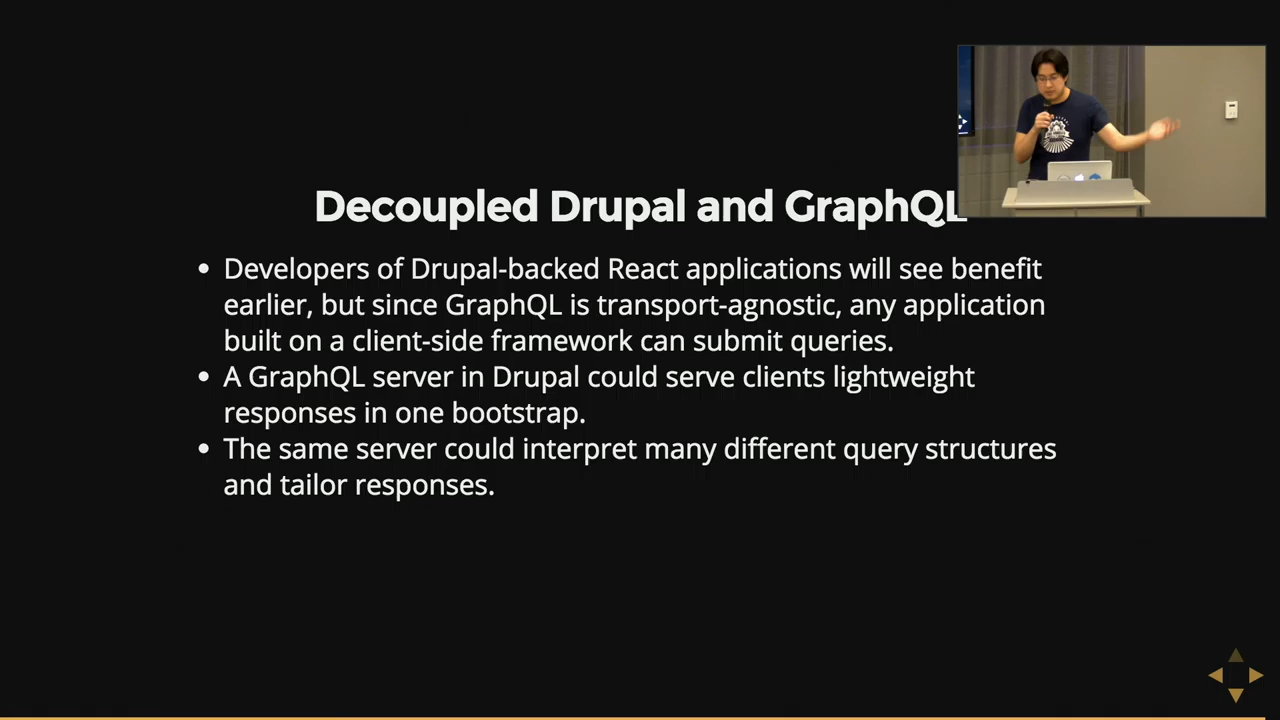 Decoupled Drupal and GraphQL
• Developers of Drupal-backed React applications will see benefit
earlier, but since GraphQL is transport-agnostic, any application
built on a client-side framework can submit queries.
• A GraphQL server in Drupal could serve clients lightweight
responses in one bootstrap.
• The same server could interpret many different query structures
and tailor responses.